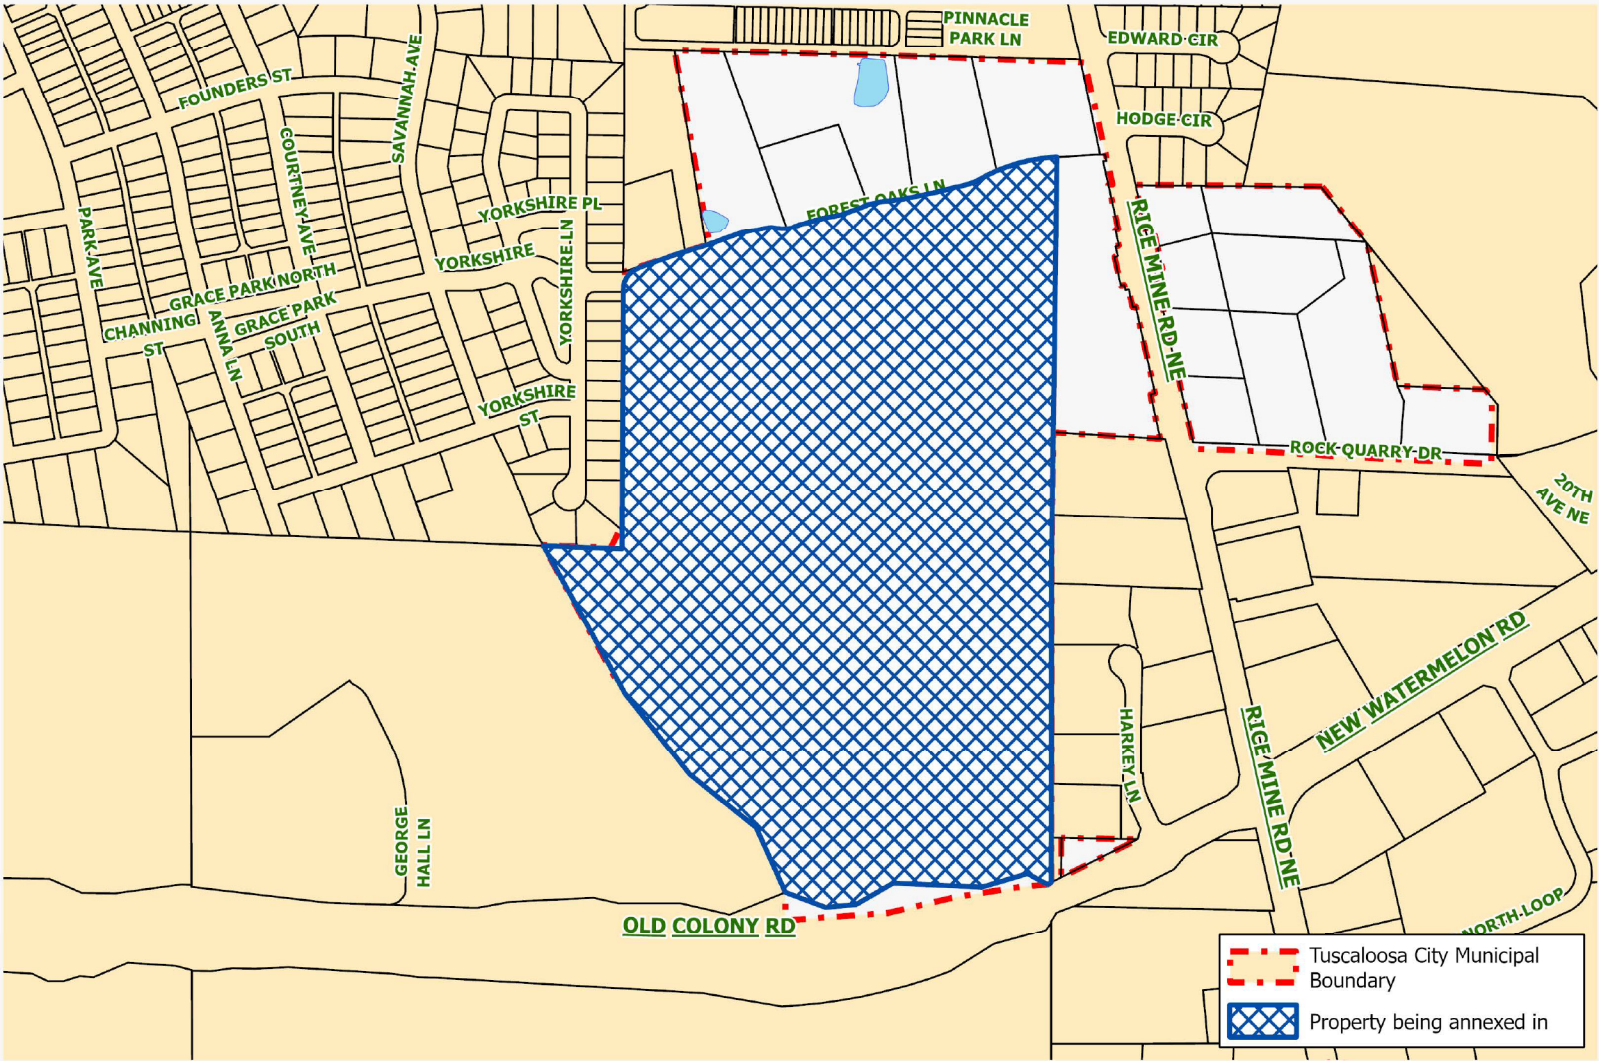 PINNACLE
PARK LN
EDWARD CIR
FOUNDERS ST
SAVANNAH AVE
HODGE CIR
COURTNEY AVE
FOREST OAKS LN
YORKSHIRE PL
PARK AVE
YORKSHIRE
YORKSHIRE LN
RICE MINE RD NE
GRACE PARK NORTH
GRACE PARK
SOUTH
CHANNING
ST
ANNA LN
YORKSHIRE
ST
ROCK QUARRY DR
20TH
AVE NE
NEW WATERMELON RD
HARKEY LN
RICE MINE RD NE
GEORGE
HALL LN
OLD COLONY RD
NORTH LOOP
Tuscaloosa City Municipal
Boundary
Property being annexed in